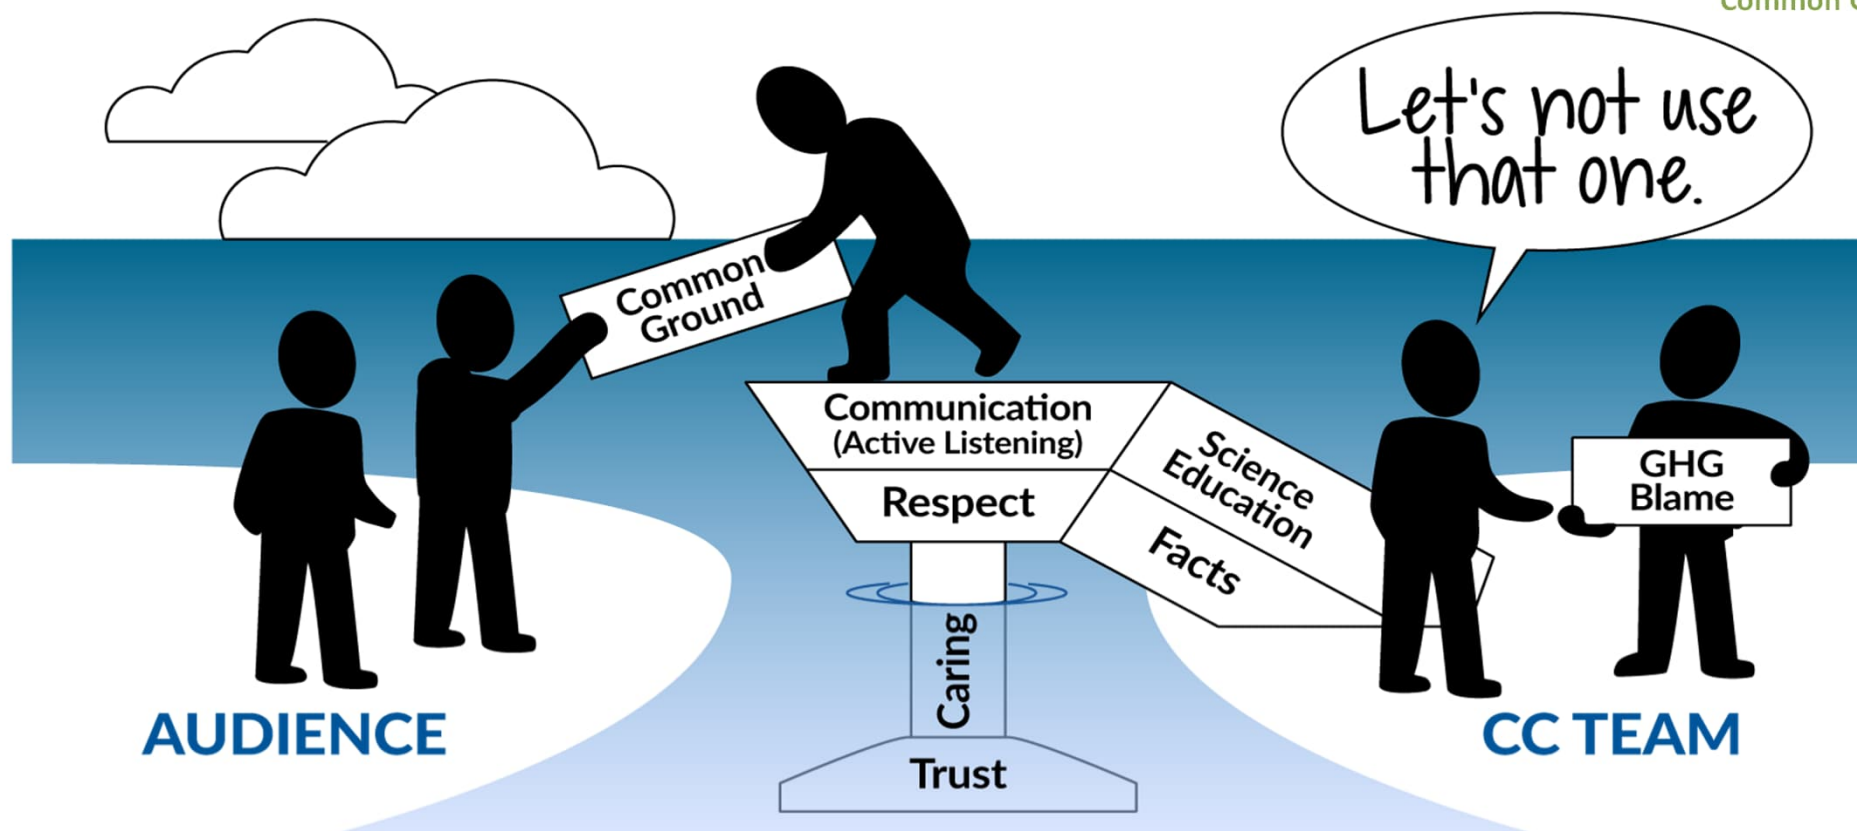 Common
Let's not use
that one.
Common
Ground
Communication
(Active Listening)
Respect
Science
Education
Facts
GHG
Blame
Caring
Trust
AUDIENCE
CC TEAM